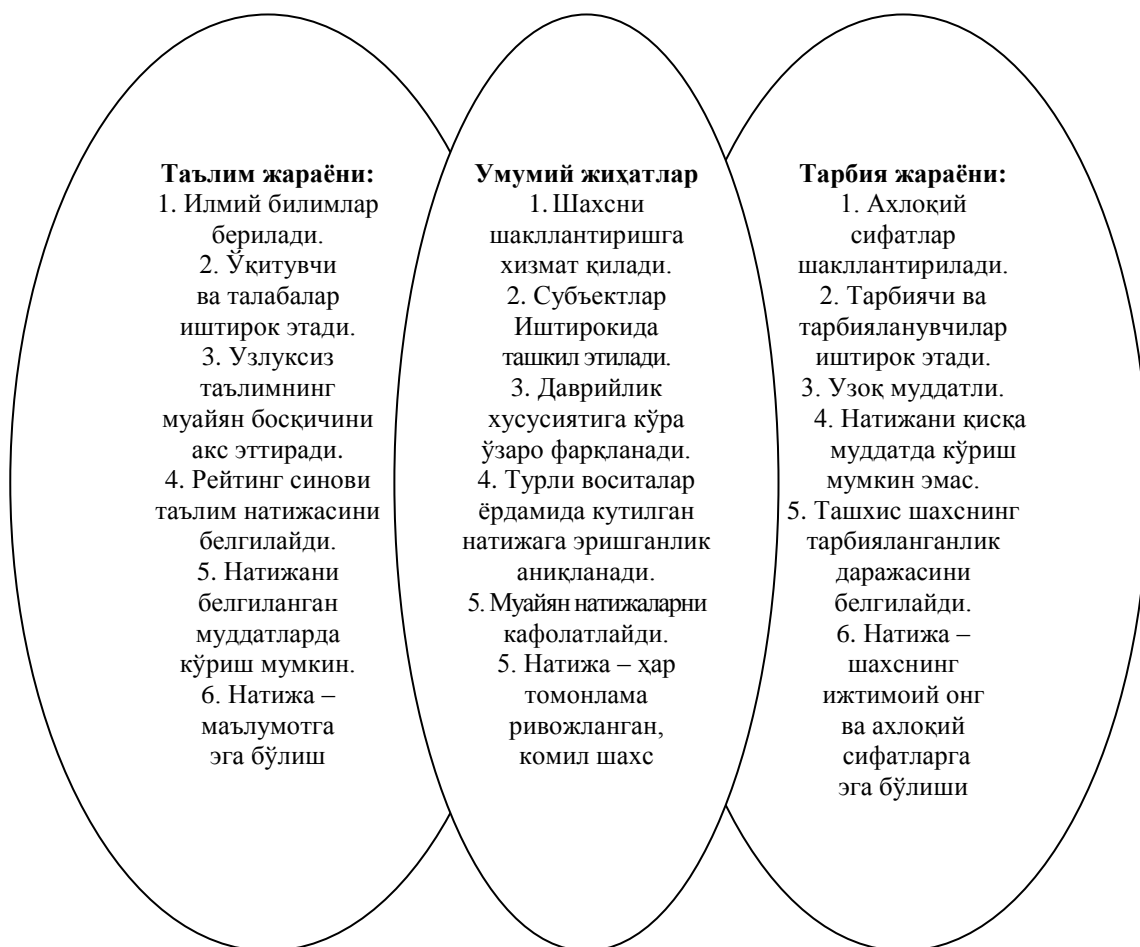 Таълим жараёни:
1. Илмий билимлар
берилади.
2. Ўқитувчи
ва талабалар
иштирок этади.
3. Узлуксиз
таълимнинг
муайян босқичини
акс эттиради.
4. Рейтинг синови
таълим натижасини
белгилайди.
5. Натижани
белгиланган
муддатларда
кўриш мумкин.
6. Натижа –
маълумотга
эга бўлиш
Умумий жиҳатлар
1. Шахсни
шакллантиришга
хизмат қилади.
2. Субъектлар
Иштирокида
ташкил этилади.
3. Даврийлик
хусусиятига кўра
ўзаро фарқланади.
4. Турли воситалар
ёрдамида кутилган
натижага эришганлик
аниқланади.
5. Муайян натижаларни
кафолатлайди.
5. Натижа – ҳар
томонлама
ривожланган,
комил шахс
Тарбия жараёни:
1. Ахлоқий
сифатлар
шакллантирилади.
2. Тарбиячи ва
тарбияланувчилар
иштирок этади.
3. Узоқ муддатли.
4. Натижани қисқа
муддатда кўриш
мумкин эмас.
5. Ташхис шахснинг
тарбияланганлик
даражасини
белгилайди.
6. Натижа –
шахснинг
ижтимоий онг
ва ахлоқий
сифатларга
эга бўлиши